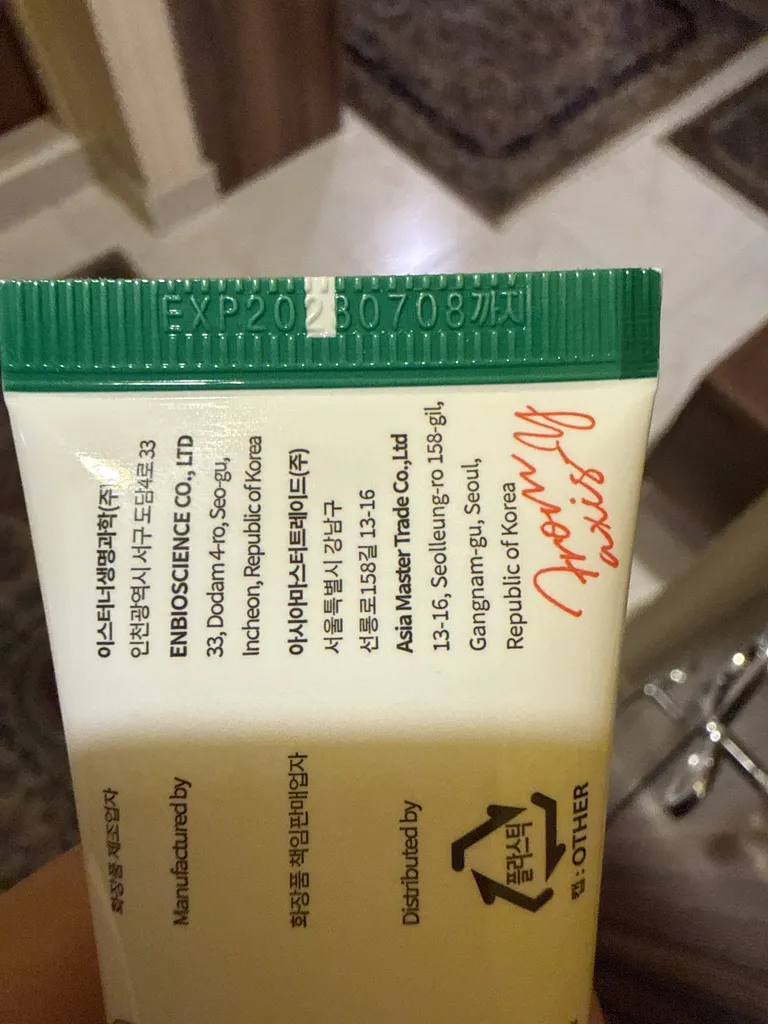 EXP20230708까지
화장품 제조업자 이스터너생명과학(주)
인천광역시 서구 도담4로 33
Manufactured by ENBIOSCIENCE CO., LTD
33, Dodam 4-ro, Seo-gu,
Incheon, Republic of Korea
화장품 책임판매업자 아시아마스터트레이드(주)
서울특별시 강남구
선릉로158길 13-16
Distributed by Asia Master Trade Co.,Ltd
13-16, Seolleung-ro 158-gil,
Gangnam-gu, Seoul,
Republic of Korea
플라스틱
캡 : OTHER
From
axis y